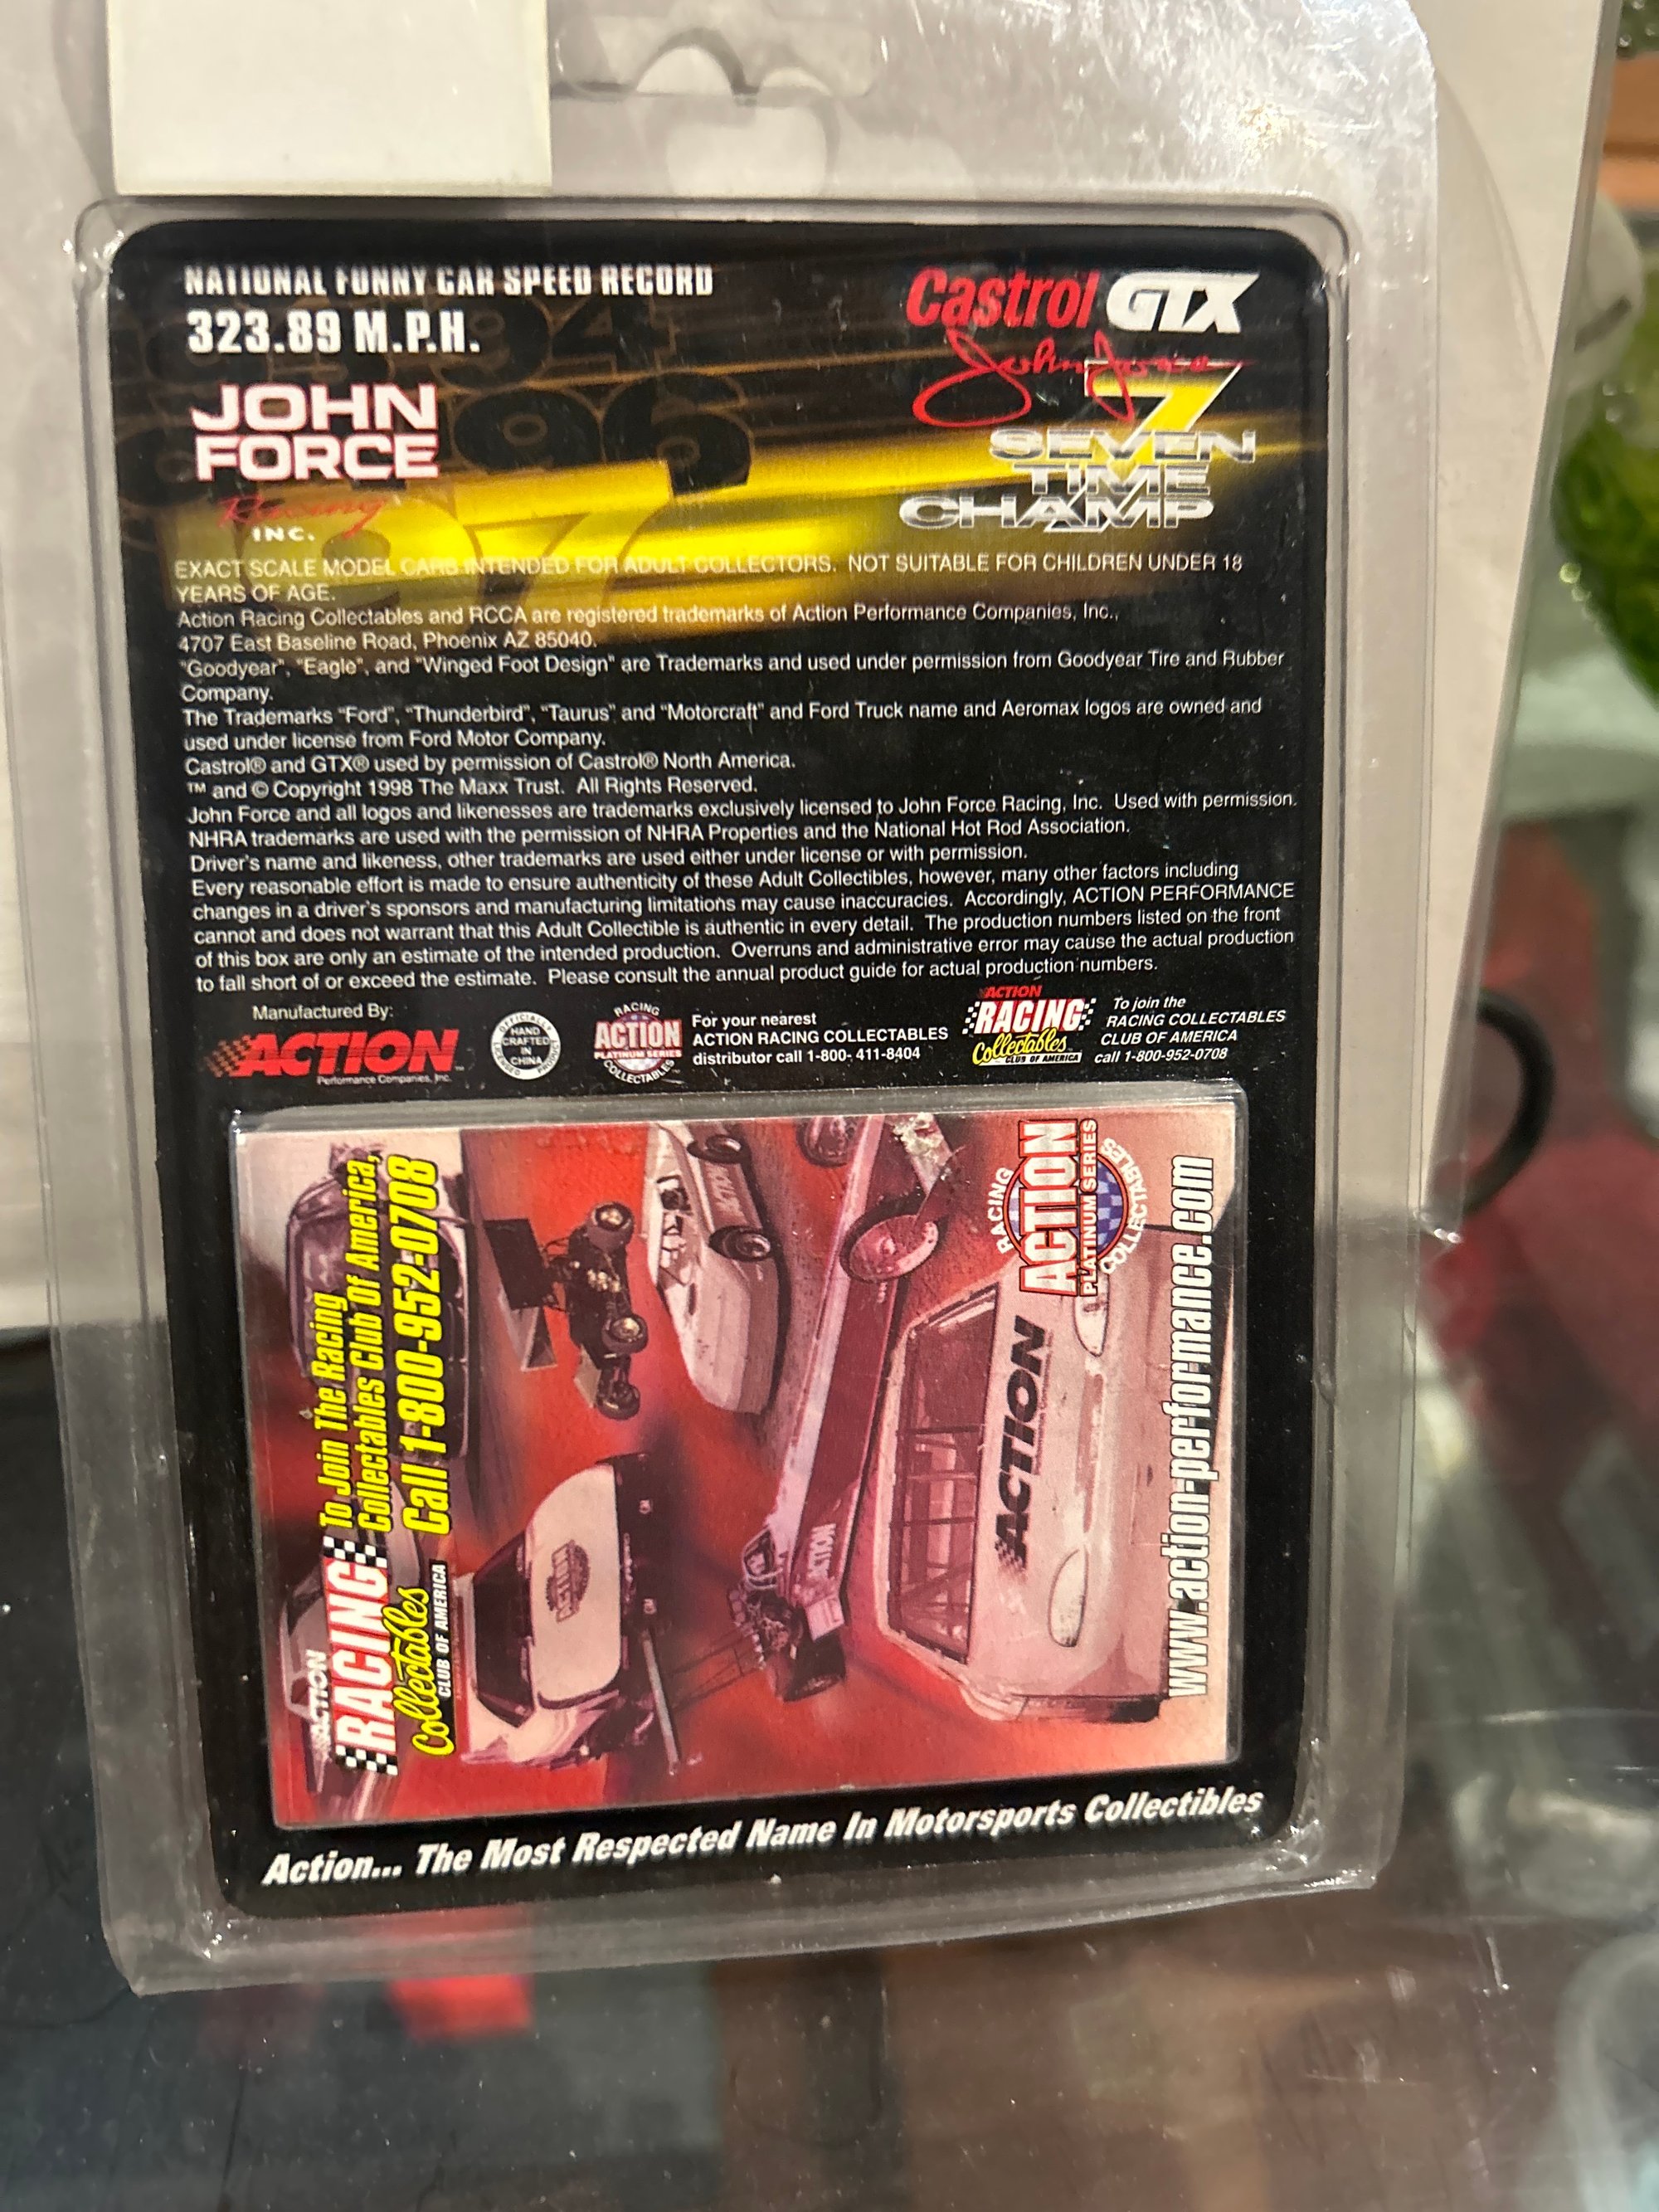 NATIONAL FUNNY CAR SPEED RECORD
323.89 M.P.H.
Castrol GTX
John Force
94
96
97
JOHN
FORCE
Racing
INC.
7
SEVEN
TIME
CHAMP
EXACT SCALE MODEL CARS INTENDED FOR ADULT COLLECTORS. NOT SUITABLE FOR CHILDREN UNDER 18
YEARS OF AGE.
Action Racing Collectables and RCCA are registered trademarks of Action Performance Companies, Inc.,
4707 East Baseline Road, Phoenix AZ 85040.
"Goodyear", "Eagle", and "Winged Foot Design" are Trademarks and used under permission from Goodyear Tire and Rubber
Company.
The Trademarks "Ford", "Thunderbird", "Taurus" and "Motorcraft" and Ford Truck name and Aeromax logos are owned and
used under license from Ford Motor Company.
Castrol® and GTX® used by permission of Castrol® North America.
™ and © Copyright 1998 The Maxx Trust. All Rights Reserved.
John Force and all logos and likenesses are trademarks exclusively licensed to John Force Racing, Inc. Used with permission.
NHRA trademarks are used with the permission of NHRA Properties and the National Hot Rod Association.
Driver's name and likeness, other trademarks are used either under license or with permission.
Every reasonable effort is made to ensure authenticity of these Adult Collectibles, however, many other factors including
changes in a driver's sponsors and manufacturing limitations may cause inaccuracies. Accordingly, ACTION PERFORMANCE
cannot and does not warrant that this Adult Collectible is authentic in every detail. The production numbers listed on the front
of this box are only an estimate of the intended production. Overruns and administrative error may cause the actual production
to fall short of or exceed the estimate. Please consult the annual product guide for actual production numbers.
Manufactured By:
ACTION™
Performance Companies, Inc.
OFFICIALLY
HAND
CRAFTED
IN
CHINA
RACING
ACTION
PLATINUM SERIES
COLLECTABLES
For your nearest
ACTION RACING COLLECTABLES
distributor call 1-800- 411-8404
ACTION
RACING
Collectables
CLUB OF AMERICA
To join the
RACING COLLECTABLES
CLUB OF AMERICA
call 1-800-952-0708
ACTION
RACING
Collectables
CLUB OF AMERICA
To Join The Racing
Collectables Club Of America,
Call 1-800-952-0708
ACTION
ACTION
ACTION
RACING
ACTION
PLATINUM SERIES
COLLECTABLES
www.action-performance.com
Action... The Most Respected Name In Motorsports Collectibles